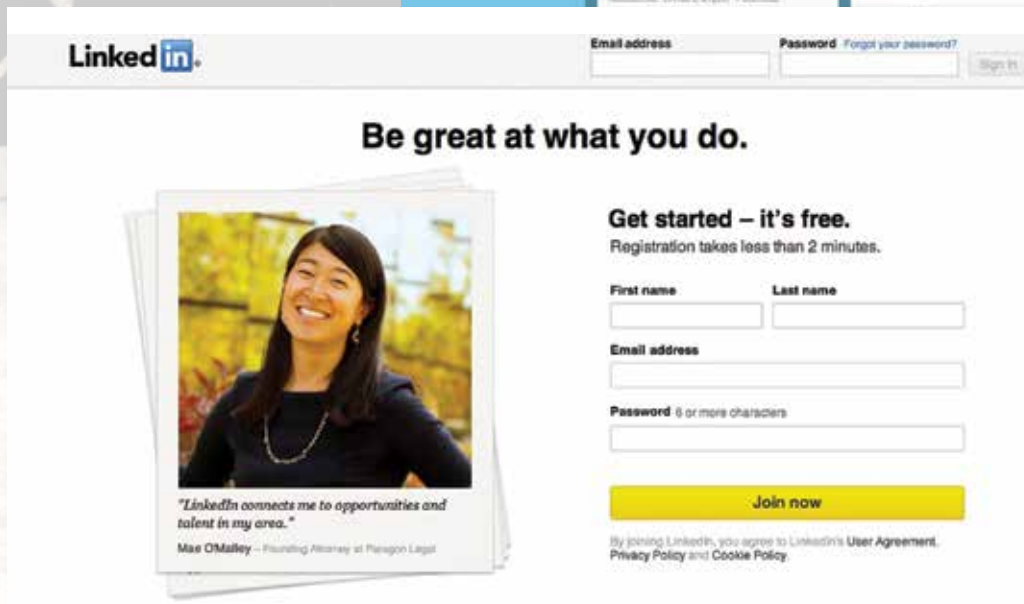 Linked in.
Email address
Password Forgot your password?
Sign In
Be great at what you do.
"LinkedIn connects me to opportunities and
talent in my area."
Mae O'Malley – Founding Attorney at Paragon Legal
Get started – it's free.
Registration takes less than 2 minutes.
First name Last name
Email address
Password 6 or more characters
Join now
By joining LinkedIn, you agree to LinkedIn's User Agreement,
Privacy Policy and Cookie Policy.